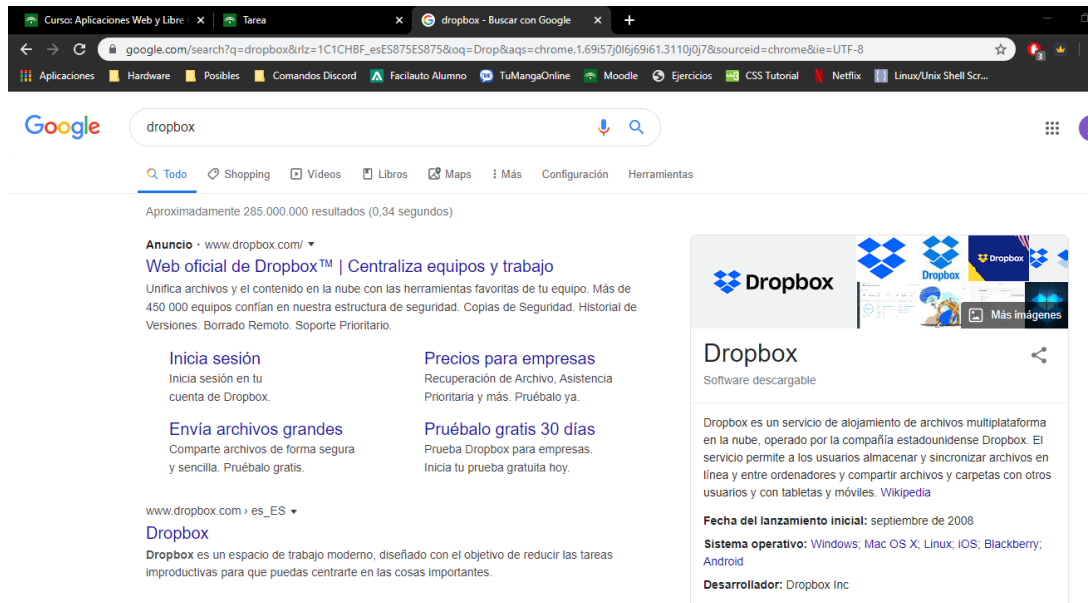 Curso: Aplicaciones Web y Libre
Tarea
dropbox - Buscar con Google
google.com/search?q=dropbox&rlz=1C1CHBF_esES875ES875&oq=Drop&aqs=chrome.1.69i57j0l6j69i61.3110j0j7&sourceid=chrome&ie=UTF-8
3
Aplicaciones Hardware Posibles Comandos Discord Facilauto Alumno TuMangaOnline Moodle Ejercicios CSS Tutorial Netflix Linux/Unix Shell Scr...
Google
dropbox
Todo Shopping Vídeos Libros Maps Más Configuración Herramientas
Aproximadamente 285.000.000 resultados (0,34 segundos)
Anuncio · www.dropbox.com/
Web oficial de Dropbox™ | Centraliza equipos y trabajo
Unifica archivos y el contenido en la nube con las herramientas favoritas de tu equipo. Más de
450 000 equipos confían en nuestra estructura de seguridad. Copias de Seguridad. Historial de
Versiones. Borrado Remoto. Soporte Prioritario.
Inicia sesión
Inicia sesión en tu
cuenta de Dropbox.
Precios para empresas
Recuperación de Archivo, Asistencia
Prioritaria y más. Pruébalo ya.
Envía archivos grandes
Comparte archivos de forma segura
y sencilla. Pruébalo gratis.
Pruébalo gratis 30 días
Prueba Dropbox para empresas.
Inicia tu prueba gratuita hoy.
www.dropbox.com › es_ES
Dropbox
Dropbox es un espacio de trabajo moderno, diseñado con el objetivo de reducir las tareas
improductivas para que puedas centrarte en las cosas importantes.
Dropbox
Dropbox
Dropbox
Más imágenes
Dropbox
Software descargable
Dropbox es un servicio de alojamiento de archivos multiplataforma
en la nube, operado por la compañía estadounidense Dropbox. El
servicio permite a los usuarios almacenar y sincronizar archivos en
línea y entre ordenadores y compartir archivos y carpetas con otros
usuarios y con tabletas y móviles. Wikipedia
Fecha del lanzamiento inicial: septiembre de 2008
Sistema operativo: Windows; Mac OS X; Linux; iOS; Blackberry;
Android
Desarrollador: Dropbox Inc